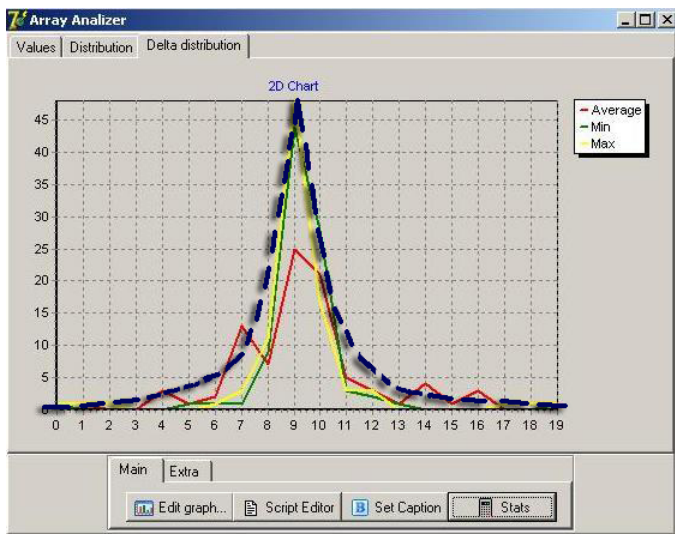 Array Analizer
Values Distribution Delta distribution
2D Chart
45
40
35
30
25
20
15
10
5
0
0 1 2 3 4 5 6 7 8 9 10 11 12 13 14 15 16 17 18 19
Average
Min
Max
Main Extra
Edit graph... Script Editor Set Caption Stats